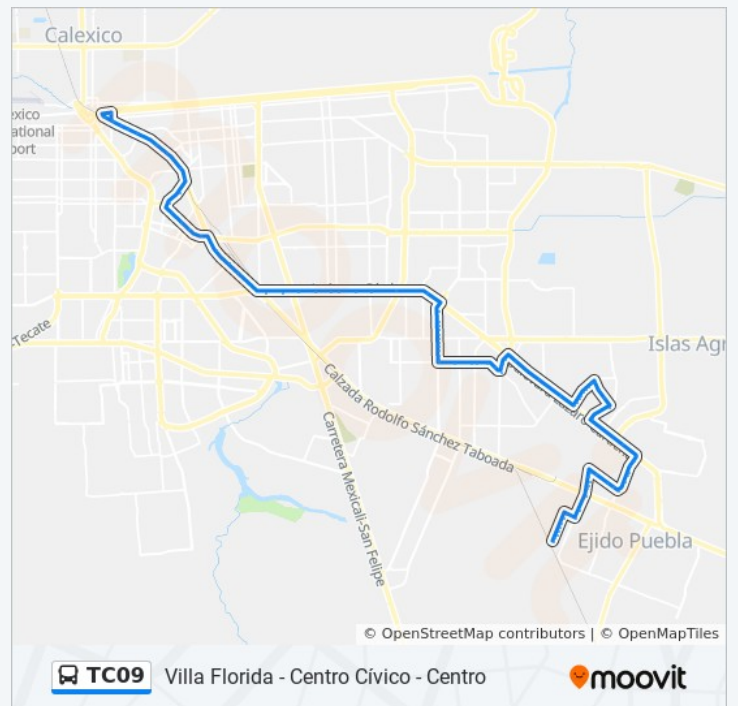 Calexico
exico
ational
port
-Tecate
Islas Agr
Calzada Rodolfo Sánchez Taboada
Carretera Mexicali-San Felipe
Ejido Puebla
© OpenStreetMap contributors | © OpenMapTiles
TC09 Villa Florida - Centro Cívico - Centro moovit